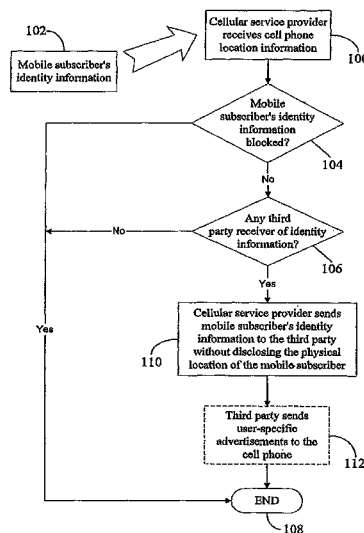 102
Mobile subscriber's
identity information
Cellular service provider
receives cell phone
location information
100
Mobile
subscriber's identity
information
blocked?
104
No
Any third
party receiver of identity
information?
106
No
Yes
Yes
Cellular service provider sends
mobile subscriber's identity
information to the third party
without disclosing the physical
location of the mobile subscriber
110
Third party sends
user-specific
advertisements to the
cell phone
112
END
108